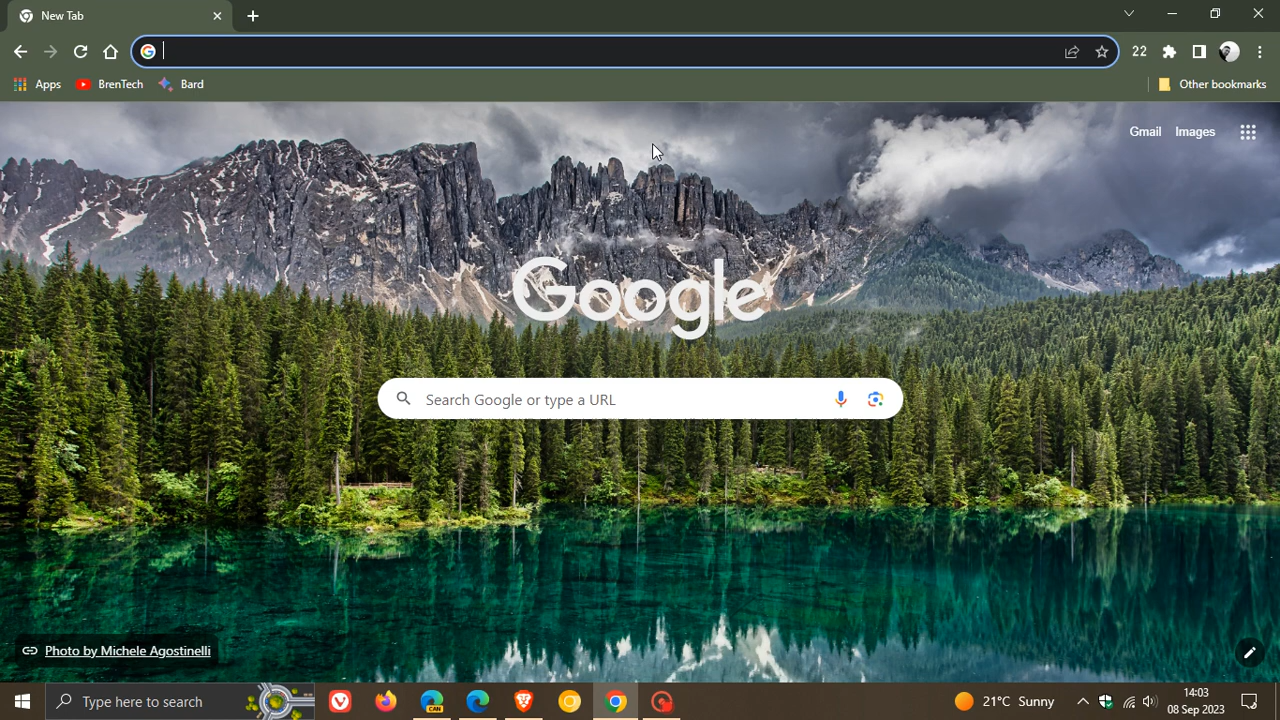 New Tab
22
Apps
BrenTech
Bard
Other bookmarks
Gmail
Images
Google
Search Google or type a URL
Photo by Michele Agostinelli
Type here to search
CAN
21°C Sunny
14:03
08 Sep 2023